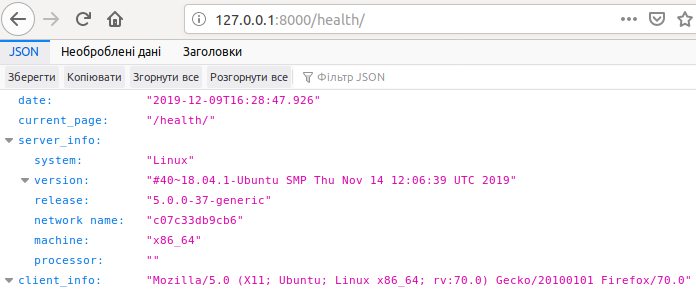 127.0.0.1:8000/health/
JSON Необроблені дані Заголовки
Зберегти Копіювати Згорнути все Розгорнути все Фільтр JSON
date: "2019-12-09T16:28:47.926"
current_page: "/health/"
server_info:
system: "Linux"
version: "#40~18.04.1-Ubuntu SMP Thu Nov 14 12:06:39 UTC 2019"
release: "5.0.0-37-generic"
network name: "c07c33db9cb6"
machine: "x86_64"
processor: ""
client_info: "Mozilla/5.0 (X11; Ubuntu; Linux x86_64; rv:70.0) Gecko/20100101 Firefox/70.0"